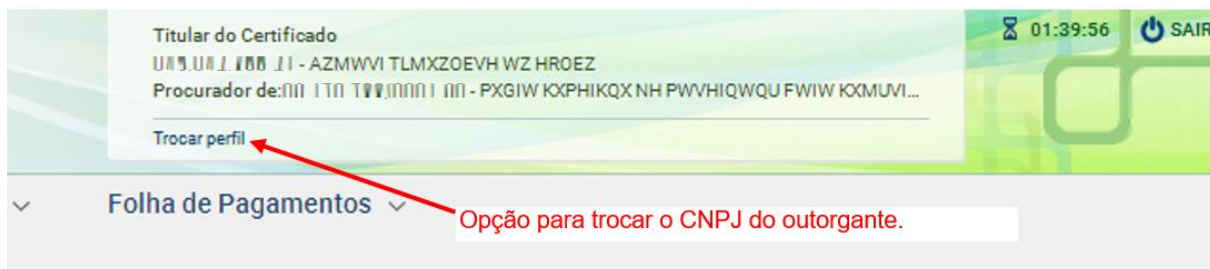 Titular do Certificado
01:39:56 SAIR
- AZMWVI TLMXZOEVH WZ HROEZ
Procurador de: - PXGIW KXPHIKQX NH PWVHIQWQU FWIW KXMUVI...
Trocar perfil
Folha de Pagamentos
Opção para trocar o CNPJ do outorgante.